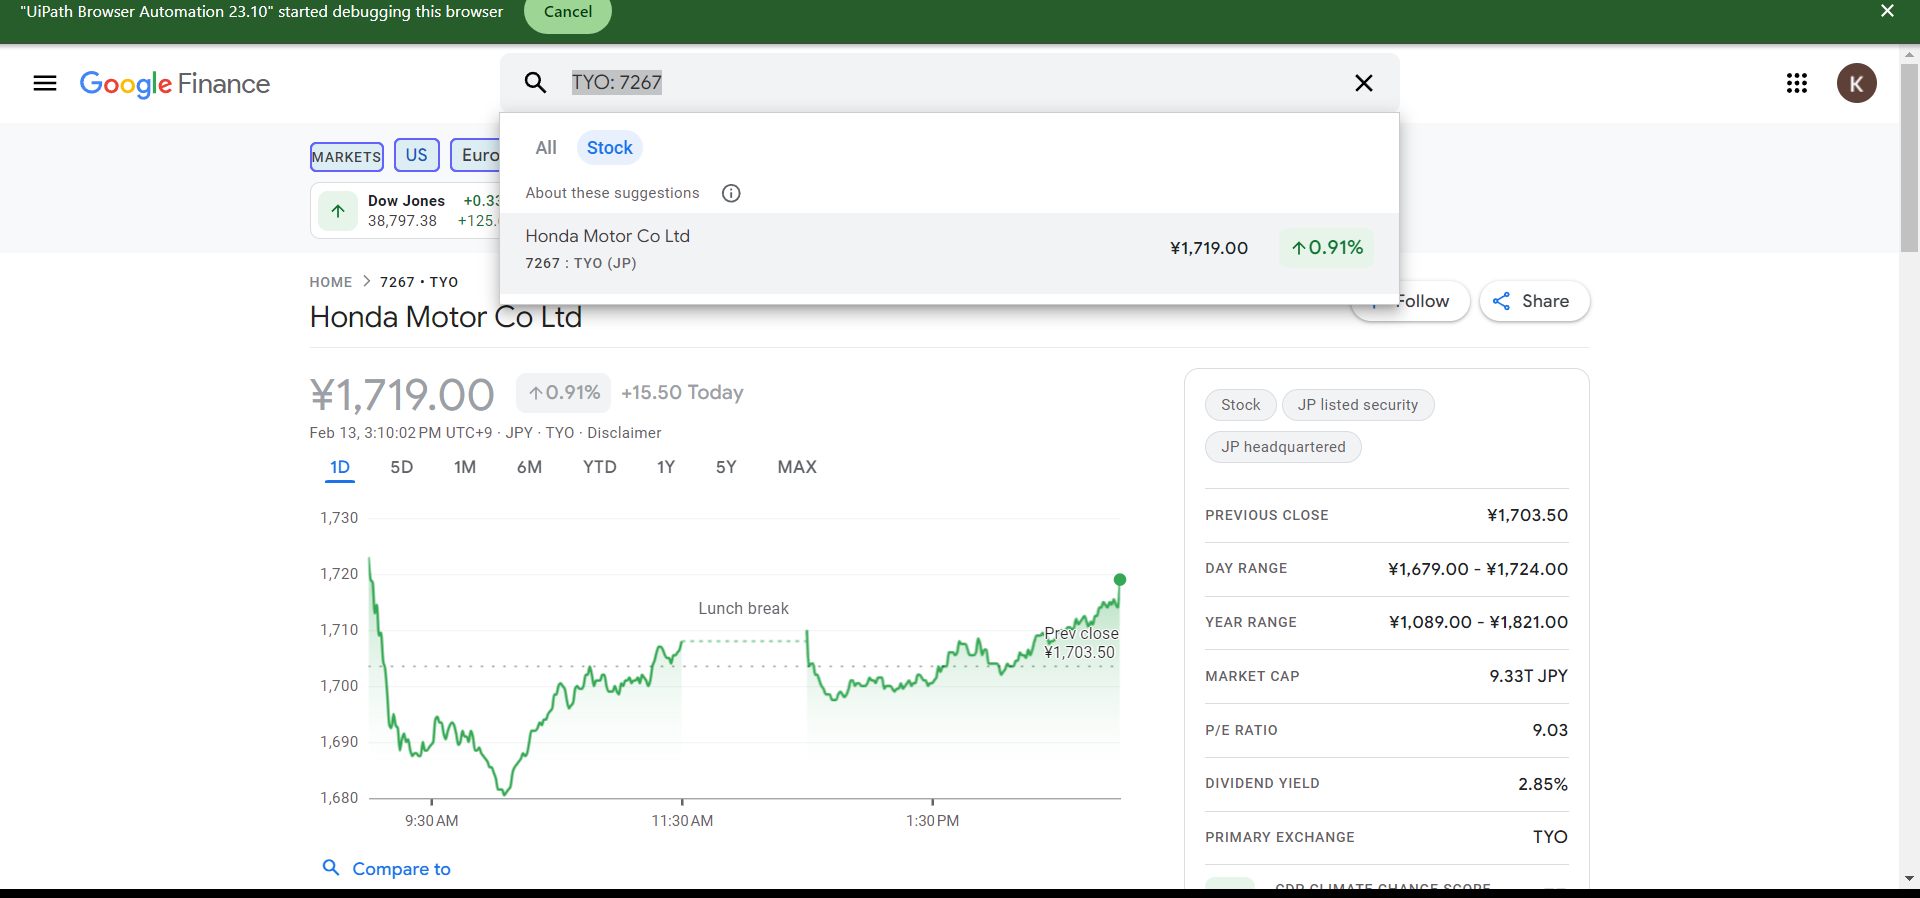 "UiPath Browser Automation 23.10" started debugging this browser
Cancel
Google Finance
TYO: 7267
K
MARKETS
US
Euro
All
Stock
About these suggestions
Dow Jones
+0.33
38,797.38
+125.
Honda Motor Co Ltd
7267 : TYO (JP)
¥1,719.00
0.91%
HOME
7267 • TYO
Honda Motor Co Ltd
Follow
Share
¥1,719.00
0.91%
+15.50 Today
Feb 13, 3:10:02 PM UTC+9 · JPY · TYO · Disclaimer
1D
5D
1M
6M
YTD
1Y
5Y
MAX
1,730
1,720
1,710
1,700
1,690
1,680
Lunch break
Prev close
¥1,703.50
9:30 AM
11:30 AM
1:30 PM
Compare to
Stock
JP listed security
JP headquartered
PREVIOUS CLOSE
¥1,703.50
DAY RANGE
¥1,679.00 - ¥1,724.00
YEAR RANGE
¥1,089.00 - ¥1,821.00
MARKET CAP
9.33T JPY
P/E RATIO
9.03
DIVIDEND YIELD
2.85%
PRIMARY EXCHANGE
TYO
CDP CLIMATE CHANGE SCORE